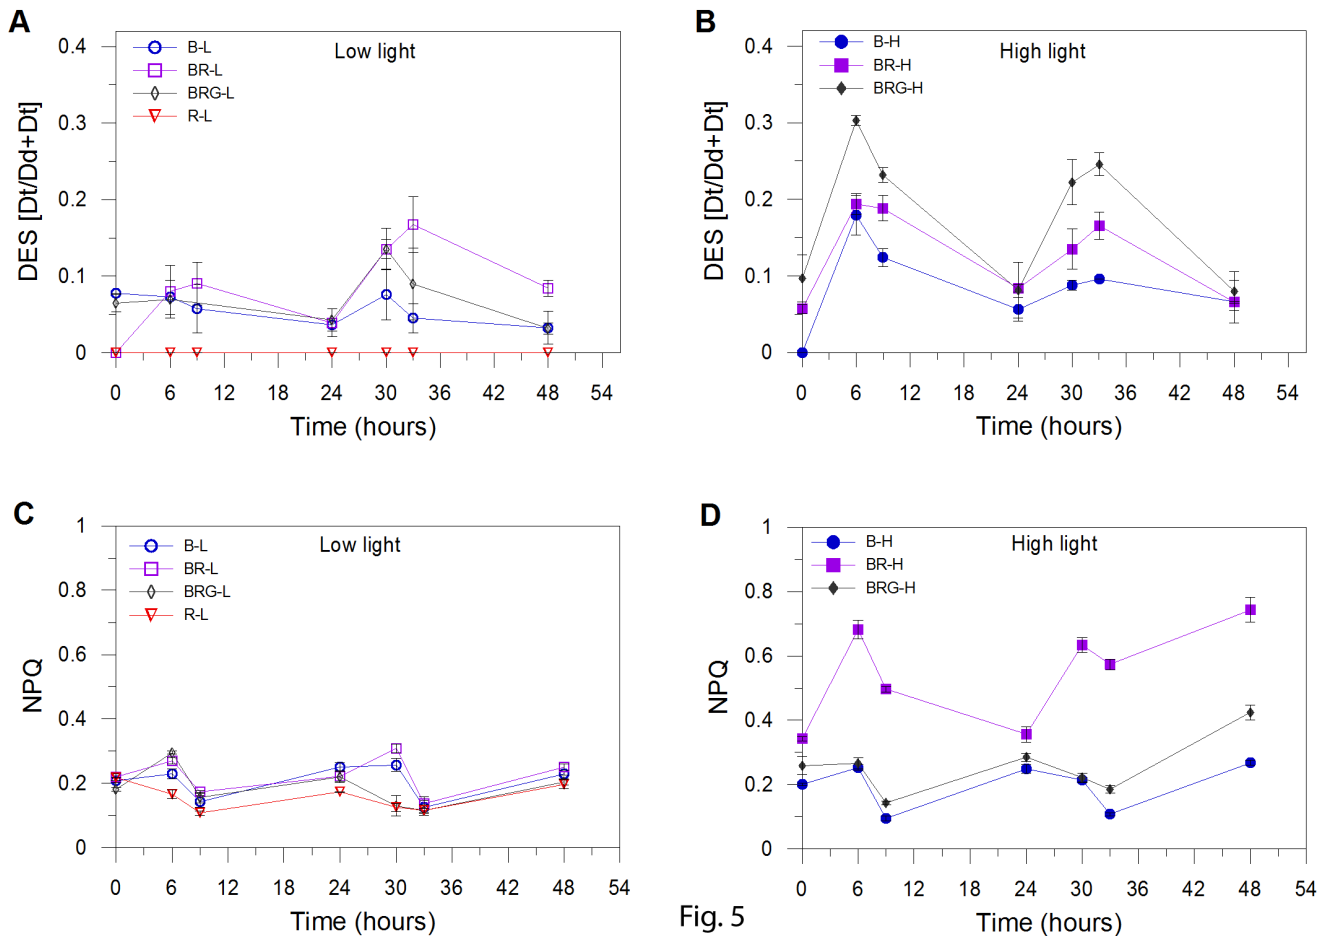 A
Low light
B-L
BR-L
BRG-L
R-L
DES [Dt/Dd+Dt]
0.4
0.3
0.2
0.1
0
0 6 12 18 24 30 36 42 48 54
Time (hours)
B
High light
B-H
BR-H
BRG-H
DES [Dt/Dd+Dt]
0.4
0.3
0.2
0.1
0
0 6 12 18 24 30 36 42 48 54
Time (hours)
C
Low light
B-L
BR-L
BRG-L
R-L
NPQ
1
0.8
0.6
0.4
0.2
0
0 6 12 18 24 30 36 42 48 54
Time (hours)
D
High light
B-H
BR-H
BRG-H
NPQ
1
0.8
0.6
0.4
0.2
0
0 6 12 18 24 30 36 42 48 54
Time (hours)
Fig. 5